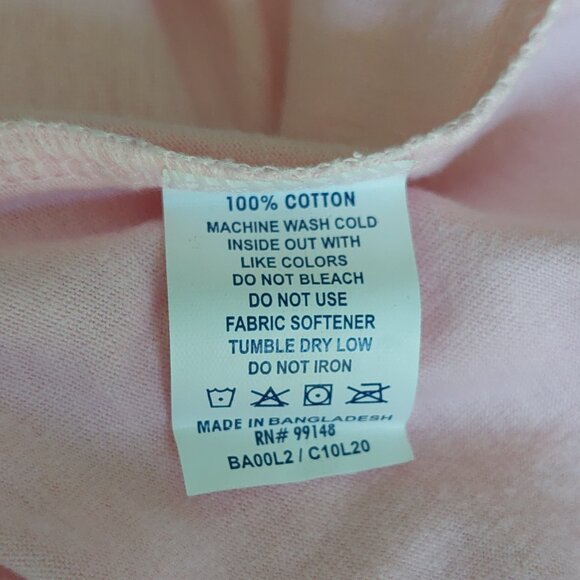 100% COTTON
MACHINE WASH COLD
INSIDE OUT WITH
LIKE COLORS
DO NOT BLEACH
DO NOT USE
FABRIC SOFTENER
TUMBLE DRY LOW
DO NOT IRON
MADE IN BANGLADESH
RN# 99148
BA00L2 / C10L20